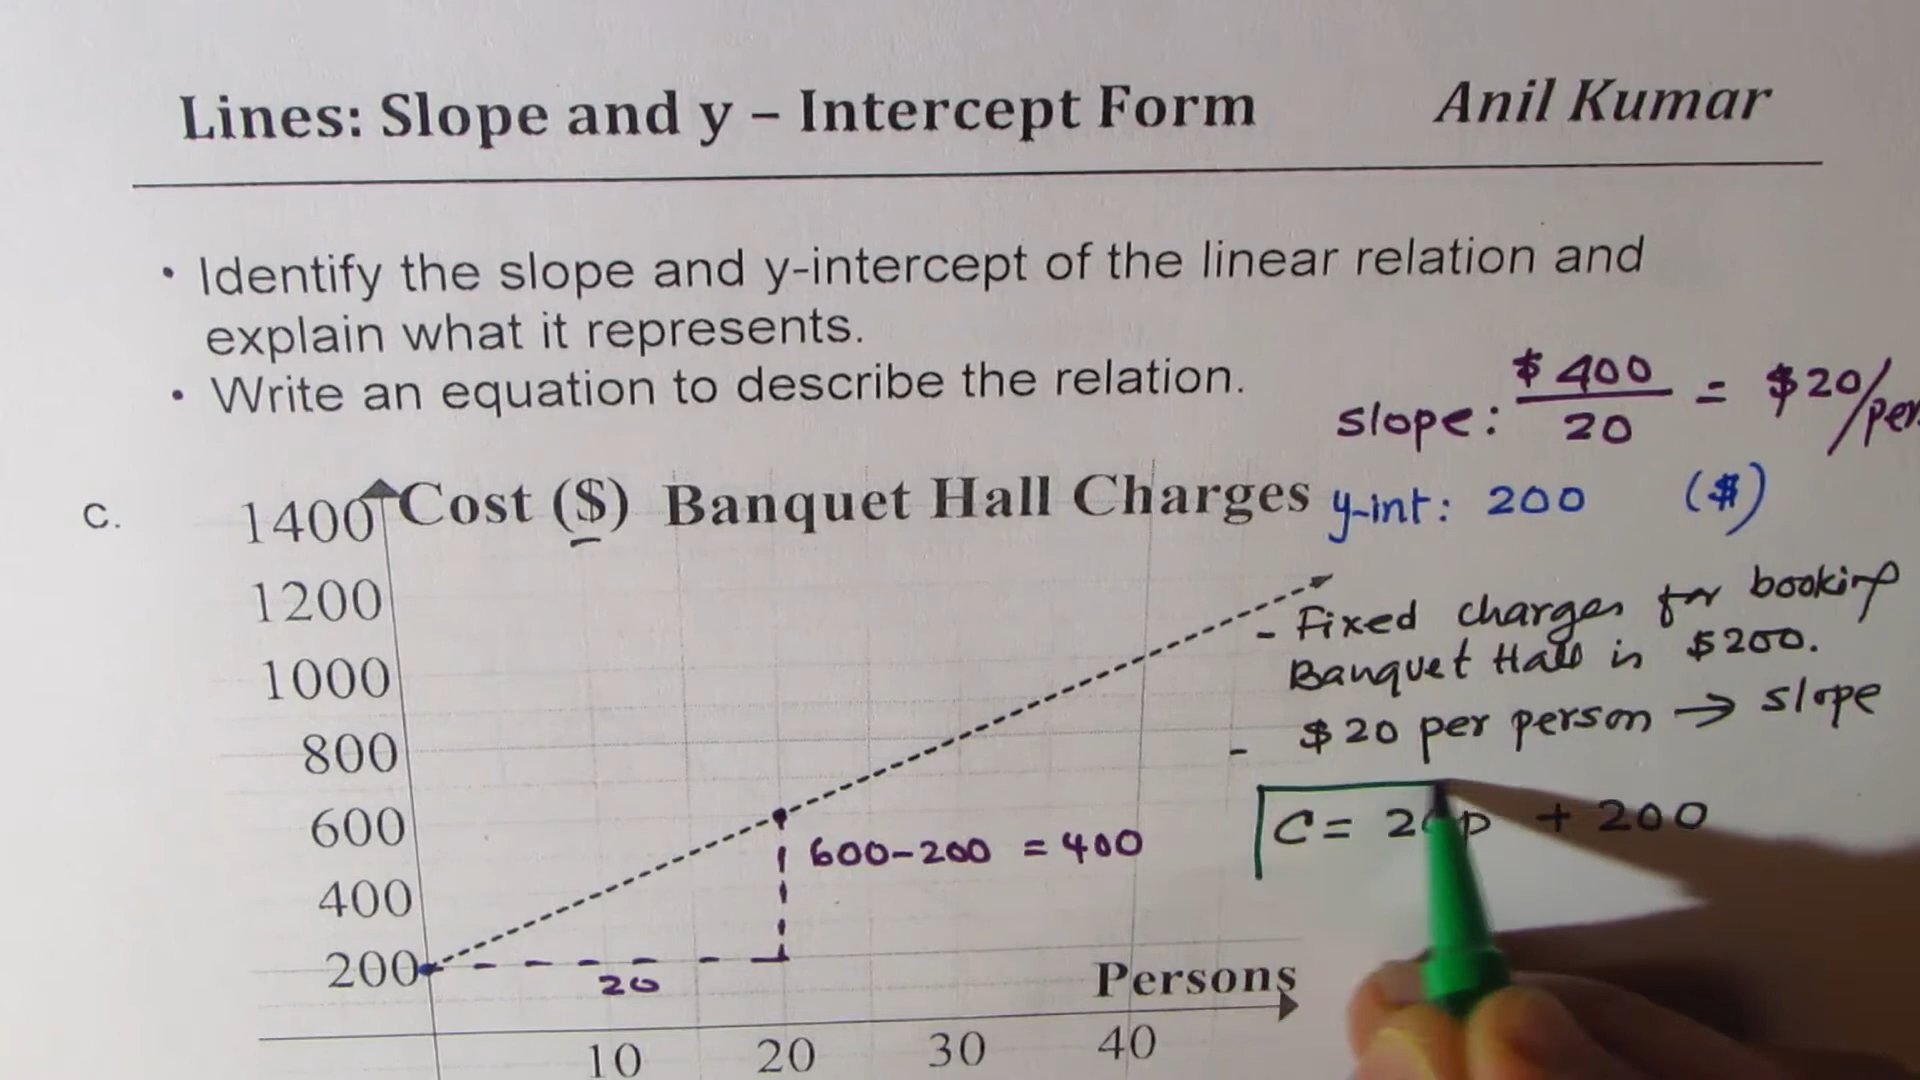 Lines: Slope and y – Intercept Form
Anil Kumar
• Identify the slope and y-intercept of the linear relation and
explain what it represents.
• Write an equation to describe the relation.
slope: $400/20 = $20/per
c.
Cost ($) Banquet Hall Charges
y-int: 200 ($)
1400
1200
1000
800
600
400
200
- Fixed charges for booking
Banquet Hall is $200.
- $20 per person → slope
C = 20p + 200
600-200 = 400
20
Persons
10 20 30 40